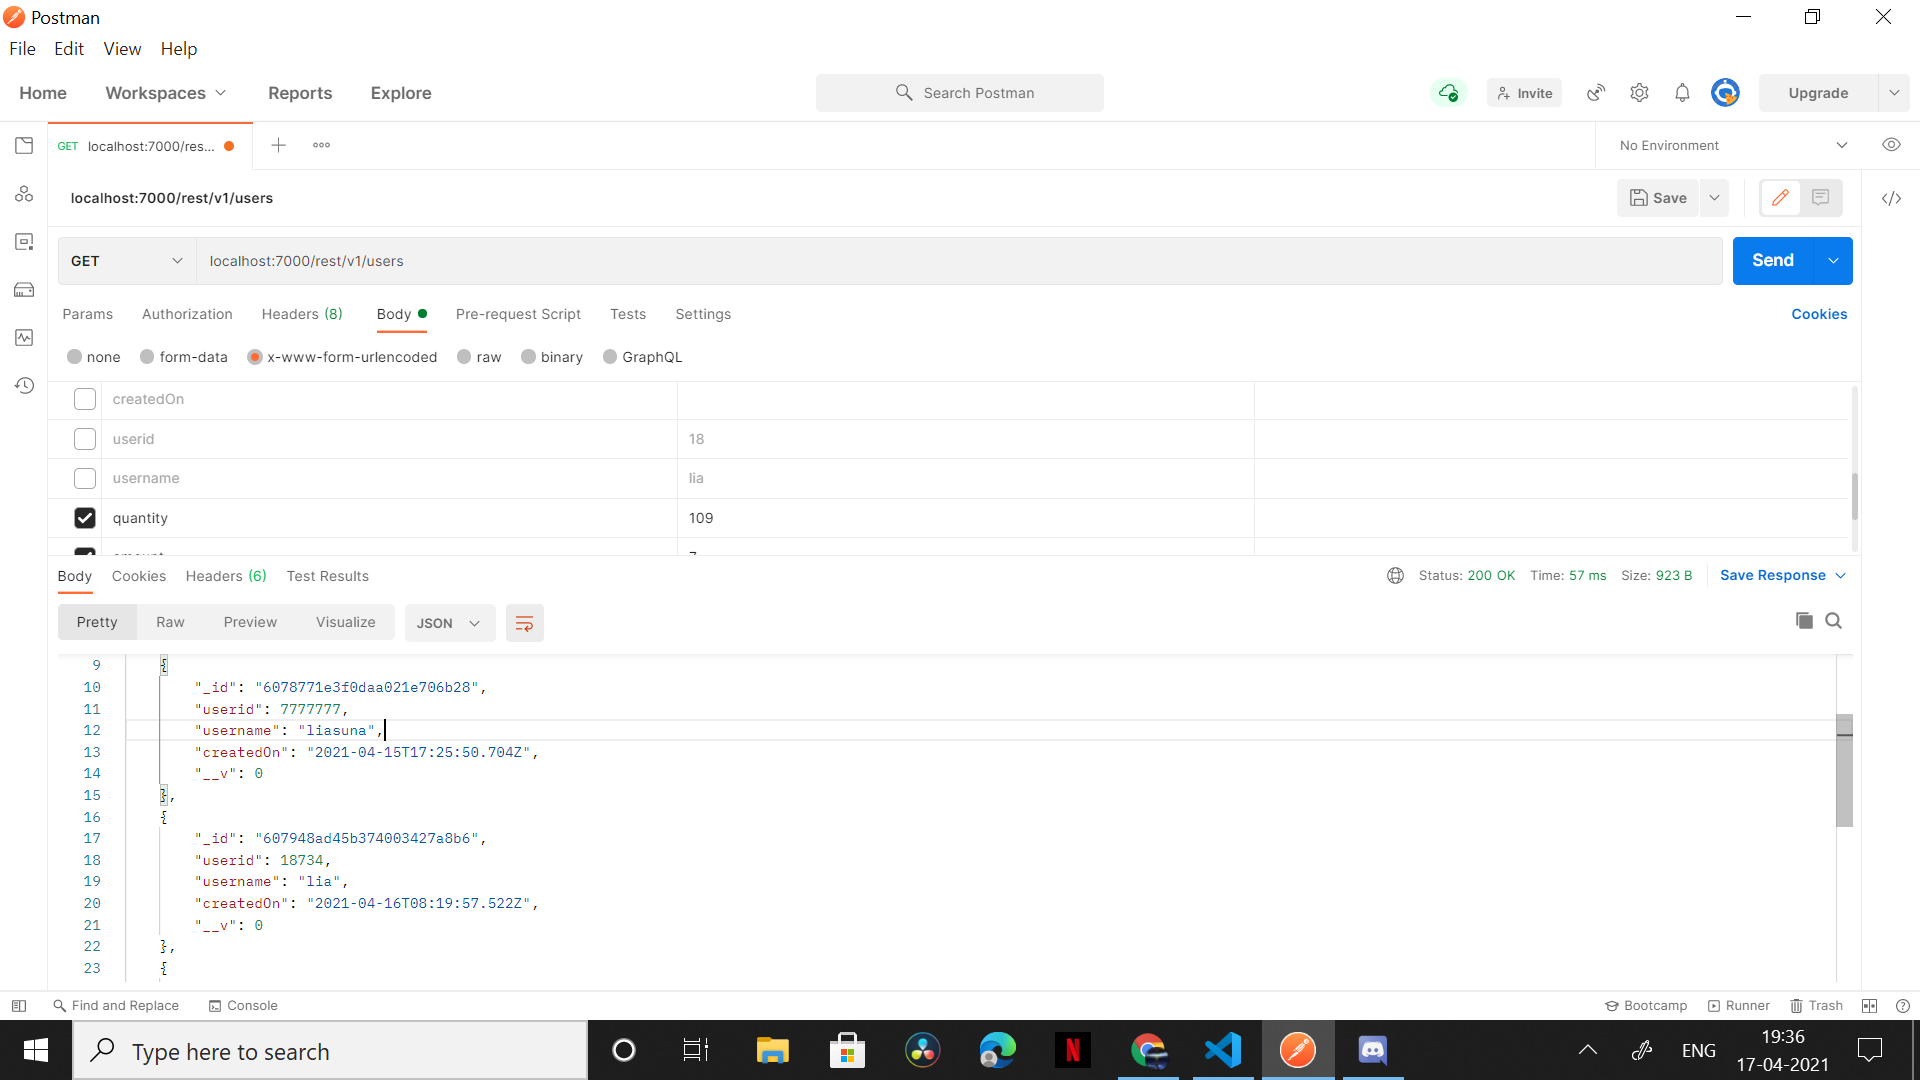 Postman
File Edit View Help
Home Workspaces Reports Explore Search Postman Invite Upgrade
GET localhost:7000/res... No Environment
localhost:7000/rest/v1/users Save
GET localhost:7000/rest/v1/users Send
Params Authorization Headers (8) Body Pre-request Script Tests Settings Cookies
none form-data x-www-form-urlencoded raw binary GraphQL
createdOn
userid 18
username lia
quantity 109
Body Cookies Headers (6) Test Results Status: 200 OK Time: 57 ms Size: 923 B Save Response
Pretty Raw Preview Visualize JSON
9 {
10 "_id": "6078771e3f0daa021e706b28",
11 "userid": 7777777,
12 "username": "liasuna",
13 "createdOn": "2021-04-15T17:25:50.704Z",
14 "__v": 0
15 },
16 {
17 "_id": "607948ad45b374003427a8b6",
18 "userid": 18734,
19 "username": "lia",
20 "createdOn": "2021-04-16T08:19:57.522Z",
21 "__v": 0
22 },
23 {
Find and Replace Console Bootcamp Runner Trash
Type here to search ENG 19:36
17-04-2021